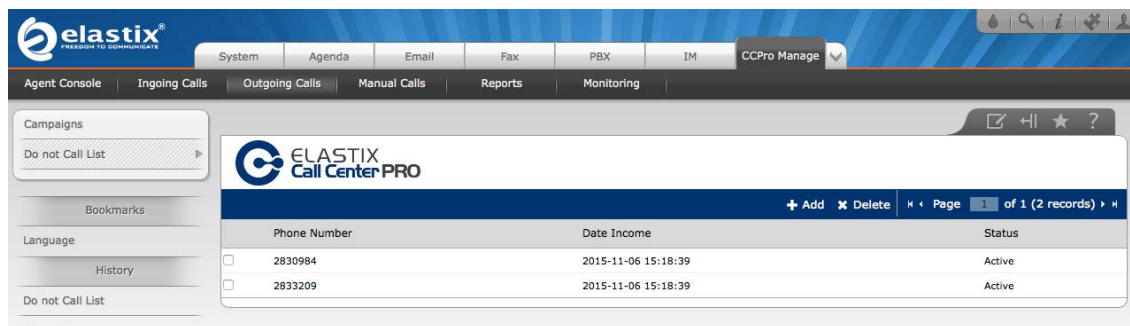 elastix®
FREEDOM TO COMMUNICATE
System Agenda Email Fax PBX IM CCPro Manage
Agent Console Ingoing Calls Outgoing Calls Manual Calls Reports Monitoring
Campaigns
Do not Call List
Bookmarks
Language
History
Do not Call List
ELASTIX
Call Center PRO
Add Delete Page 1 of 1 (2 records)
Phone Number Date Income Status
2830984 2015-11-06 15:18:39 Active
2833209 2015-11-06 15:18:39 Active